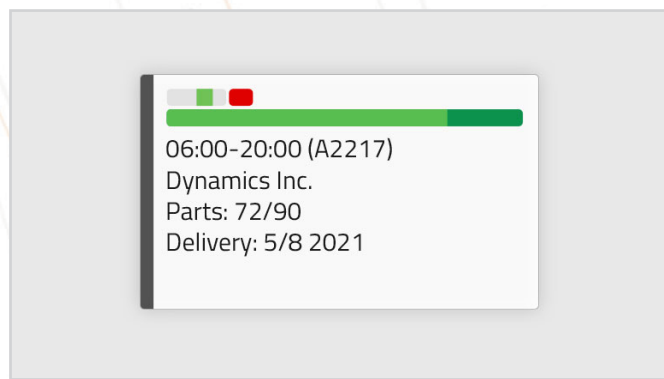 06:00-20:00 (A2217)
Dynamics Inc.
Parts: 72/90
Delivery: 5/8 2021